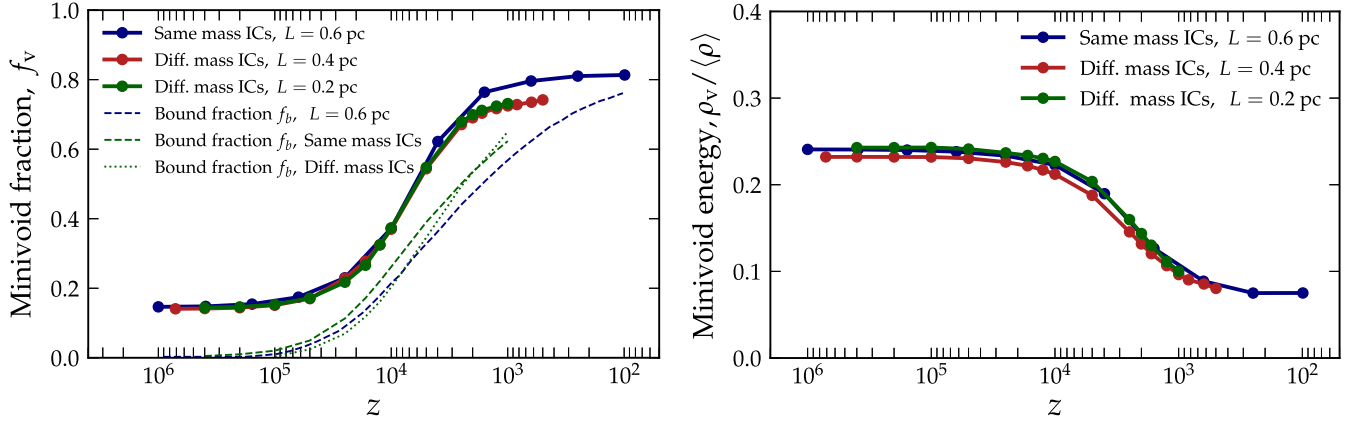 Minivoid fraction, f_v
1.0
0.8
0.6
0.4
0.2
0.0
Same mass ICs, L = 0.6 pc
Diff. mass ICs, L = 0.4 pc
Diff. mass ICs, L = 0.2 pc
Bound fraction f_b, L = 0.6 pc
Bound fraction f_b, Same mass ICs
Bound fraction f_b, Diff. mass ICs
10^6 10^5 10^4 10^3 10^2
z
Minivoid energy, ρ_v/⟨ρ⟩
0.4
0.3
0.2
0.1
0.0
Same mass ICs, L = 0.6 pc
Diff. mass ICs, L = 0.4 pc
Diff. mass ICs, L = 0.2 pc
10^6 10^5 10^4 10^3 10^2
z